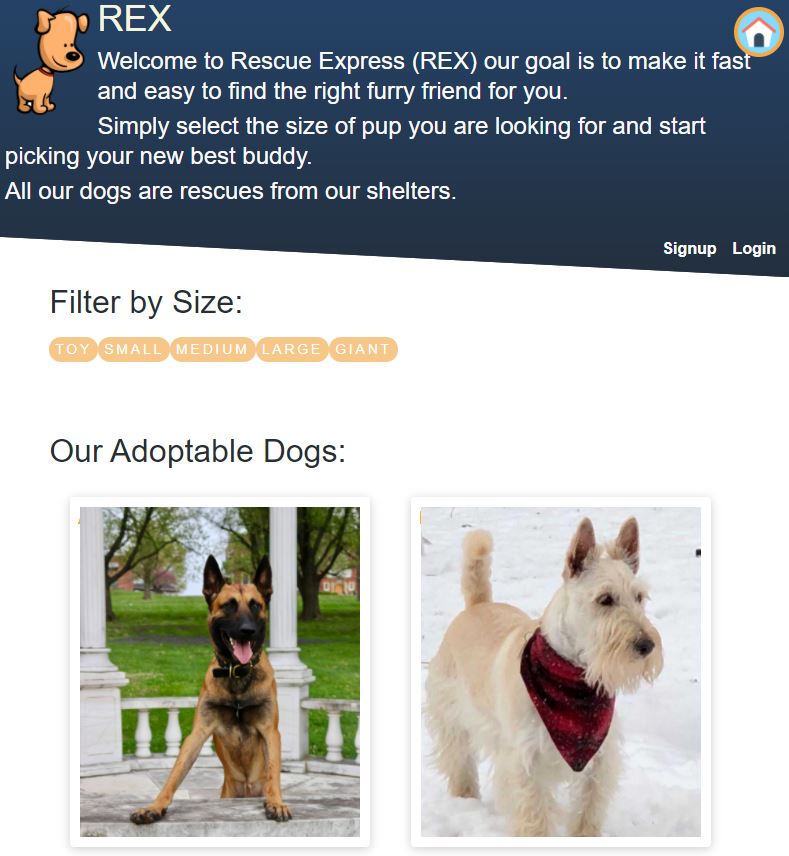 REX
Welcome to Rescue Express (REX) our goal is to make it fast
and easy to find the right furry friend for you.
Simply select the size of pup you are looking for and start
picking your new best buddy.
All our dogs are rescues from our shelters.
Signup Login
Filter by Size:
TOY SMALL MEDIUM LARGE GIANT
Our Adoptable Dogs: